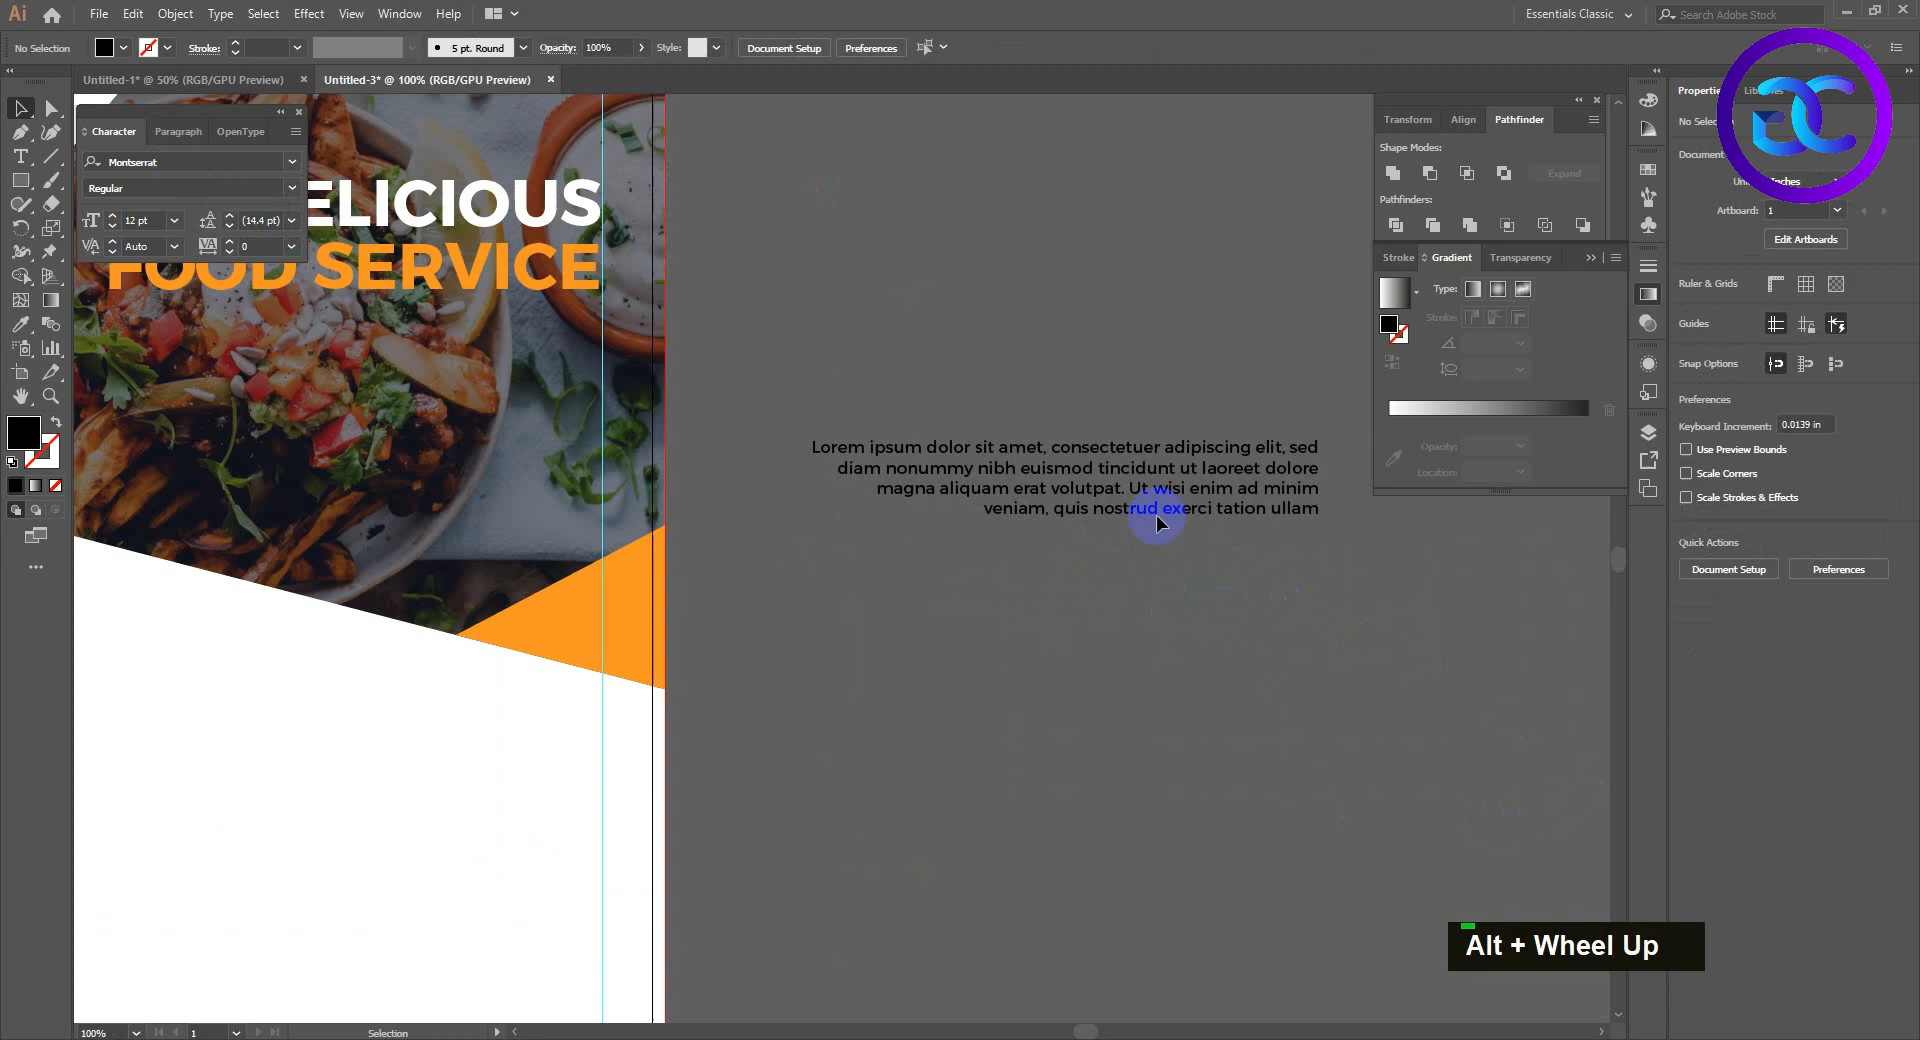 Ai File Edit Object Type Select Effect View Window Help Essentials Classic Search Adobe Stock
No Selection Stroke: 5 pt. Round Opacity: 100% Style: Document Setup Preferences
Untitled-1* @ 50% (RGB/GPU Preview) × Untitled-3* @ 100% (RGB/GPU Preview) ×
Character Paragraph OpenType
Montserrat
Regular
12 pt (14.4 pt)
Auto 0
ELICIOUS
FOOD SERVICE
Lorem ipsum dolor sit amet, consectetuer adipiscing elit, sed
diam nonummy nibh euismod tincidunt ut laoreet dolore
magna aliquam erat volutpat. Ut wisi enim ad minim
veniam, quis nostrud exerci tation ullam
Transform Align Pathfinder
Shape Modes:
Expand
Pathfinders:
Stroke Gradient Transparency
Type:
Stroke:
Opacity:
Location:
No Selec
Document
Inches
Artboard: 1
Edit Artboards
Ruler & Grids
Guides
Snap Options
Preferences
Keyboard Increment: 0.0139 in
Use Preview Bounds
Scale Corners
Scale Strokes & Effects
Quick Actions
Document Setup Preferences
Alt + Wheel Up
100% 1 Selection